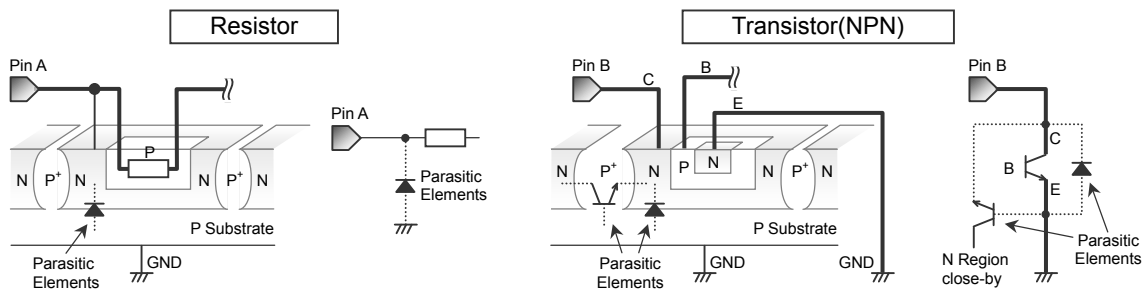 Resistor
Pin A
P
N
P+
N
N
P+
N
P Substrate
Parasitic
Elements
GND
Pin A
Parasitic
Elements
Transistor(NPN)
Pin B
C
B
E
P
N
N
P+
N
P+
N
P Substrate
Parasitic
Elements
GND
GND
Pin B
C
B
E
Parasitic
Elements
N Region
close-by